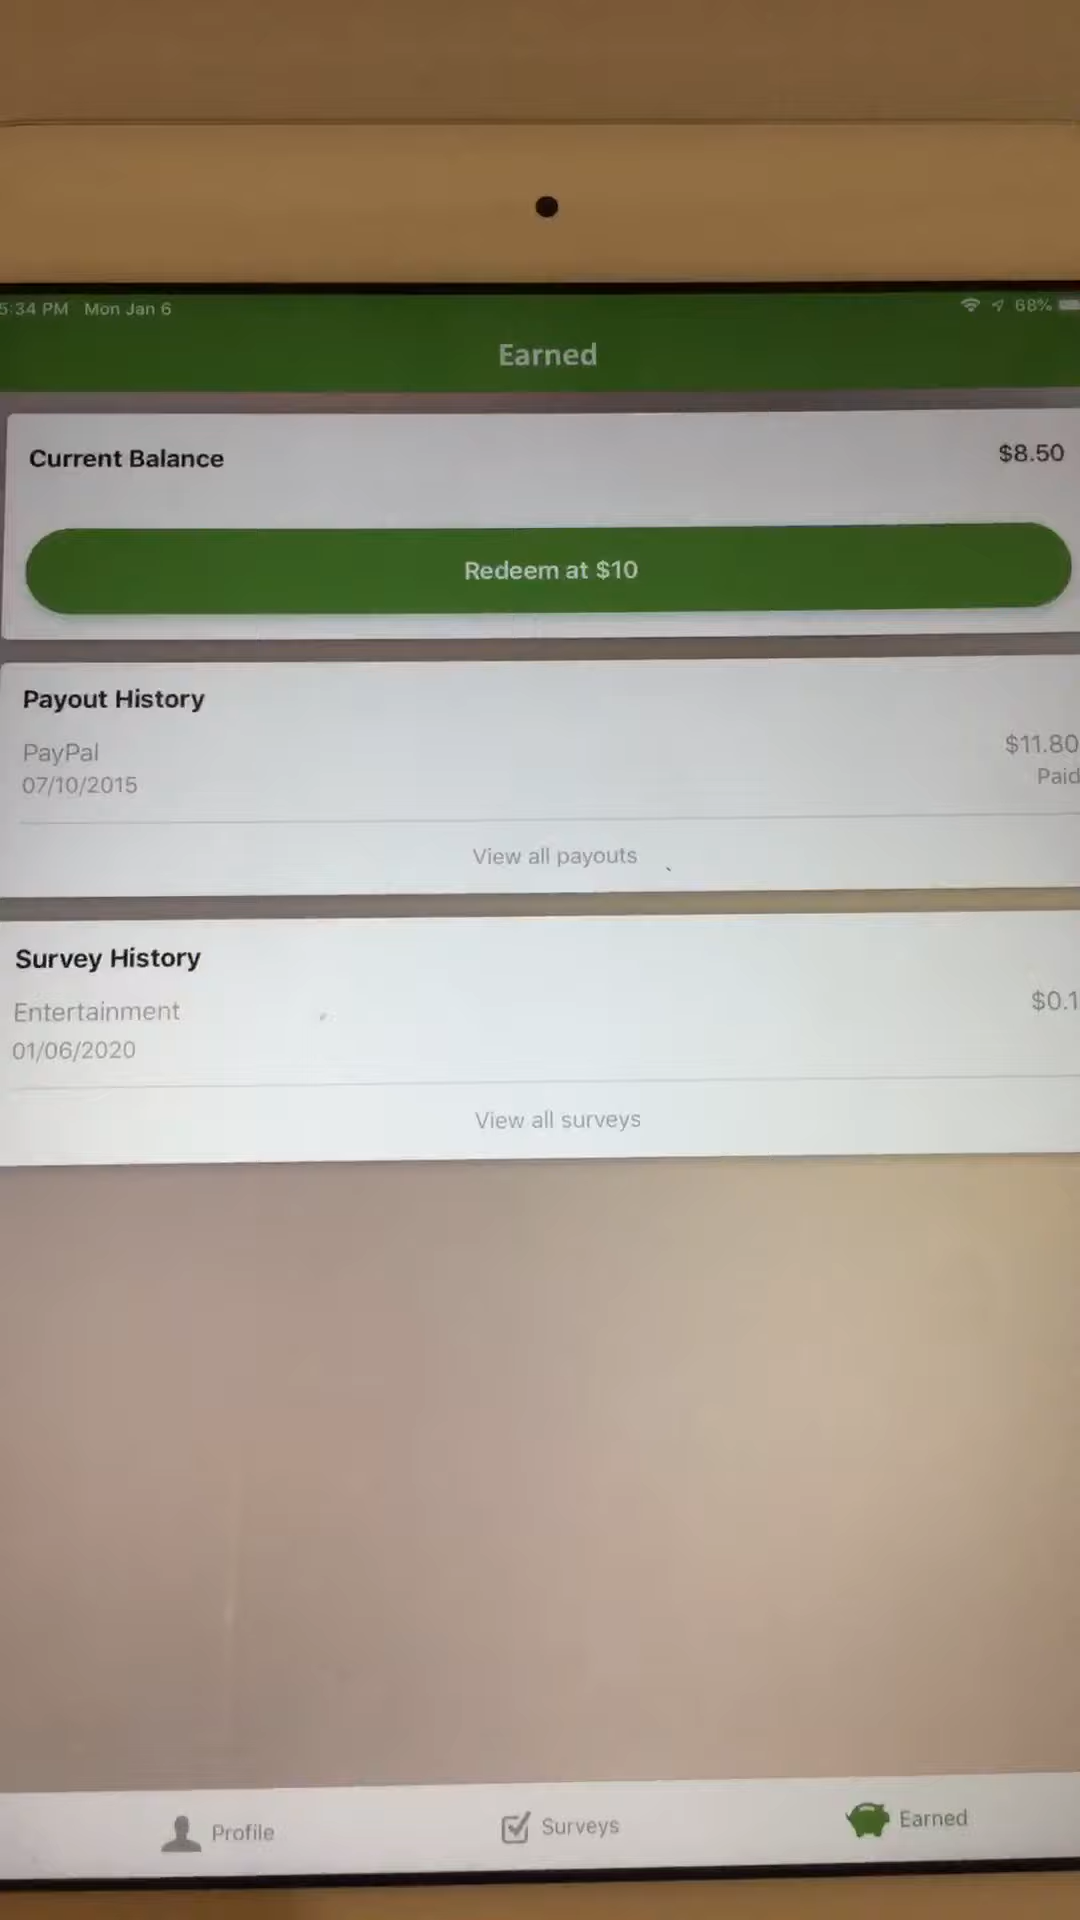 5:34 PM Mon Jan 6
68%
Earned
Current Balance
$8.50
Redeem at $10
Payout History
PayPal
$11.80
07/10/2015
Paid
View all payouts
Survey History
Entertainment
$0.1
01/06/2020
View all surveys
Profile
Surveys
Earned